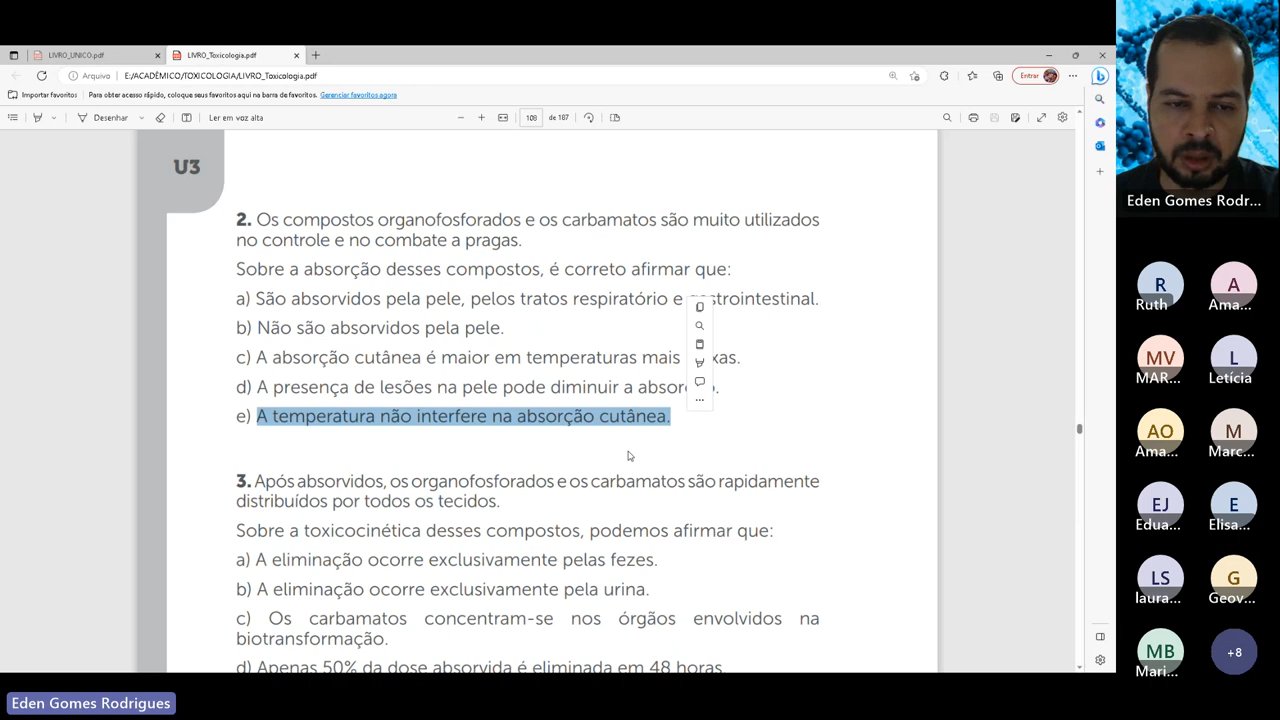 LIVRO_UNICO.pdf
LIVRO_Toxicologia.pdf
Arquivo
E:/ACADÊMICO/TOXICOLOGIA/LIVRO_Toxicologia.pdf
Entrar
Importar favoritos
Para obter acesso rápido, coloque seus favoritos aqui na barra de favoritos. Gerenciar favoritos agora
Desenhar
Ler em voz alta
108 de 187
U3
2. Os compostos organofosforados e os carbamatos são muito utilizados
no controle e no combate a pragas.
Sobre a absorção desses compostos, é correto afirmar que:
a) São absorvidos pela pele, pelos tratos respiratório e gastrointestinal.
b) Não são absorvidos pela pele.
c) A absorção cutânea é maior em temperaturas mais
d) A presença de lesões na pele pode diminuir a
e) A temperatura não interfere na absorção cutânea.
3. Após absorvidos, os organofosforados e os carbamatos são rapidamente
distribuídos por todos os tecidos.
Sobre a toxicocinética desses compostos, podemos afirmar que:
a) A eliminação ocorre exclusivamente pelas fezes.
b) A eliminação ocorre exclusivamente pela urina.
c) Os carbamatos concentram-se nos órgãos envolvidos na
biotransformação.
d) Apenas 50% da dose absorvida é eliminada em 48 horas.
Eden Gomes Rodr...
R
Ruth
A
Ama...
MV
MAR...
L
Letícia
AO
Ama...
M
Marc...
EJ
Edua...
E
Elisa...
LS
laura...
G
Geov...
MB
Mari...
+8
Eden Gomes Rodrigues